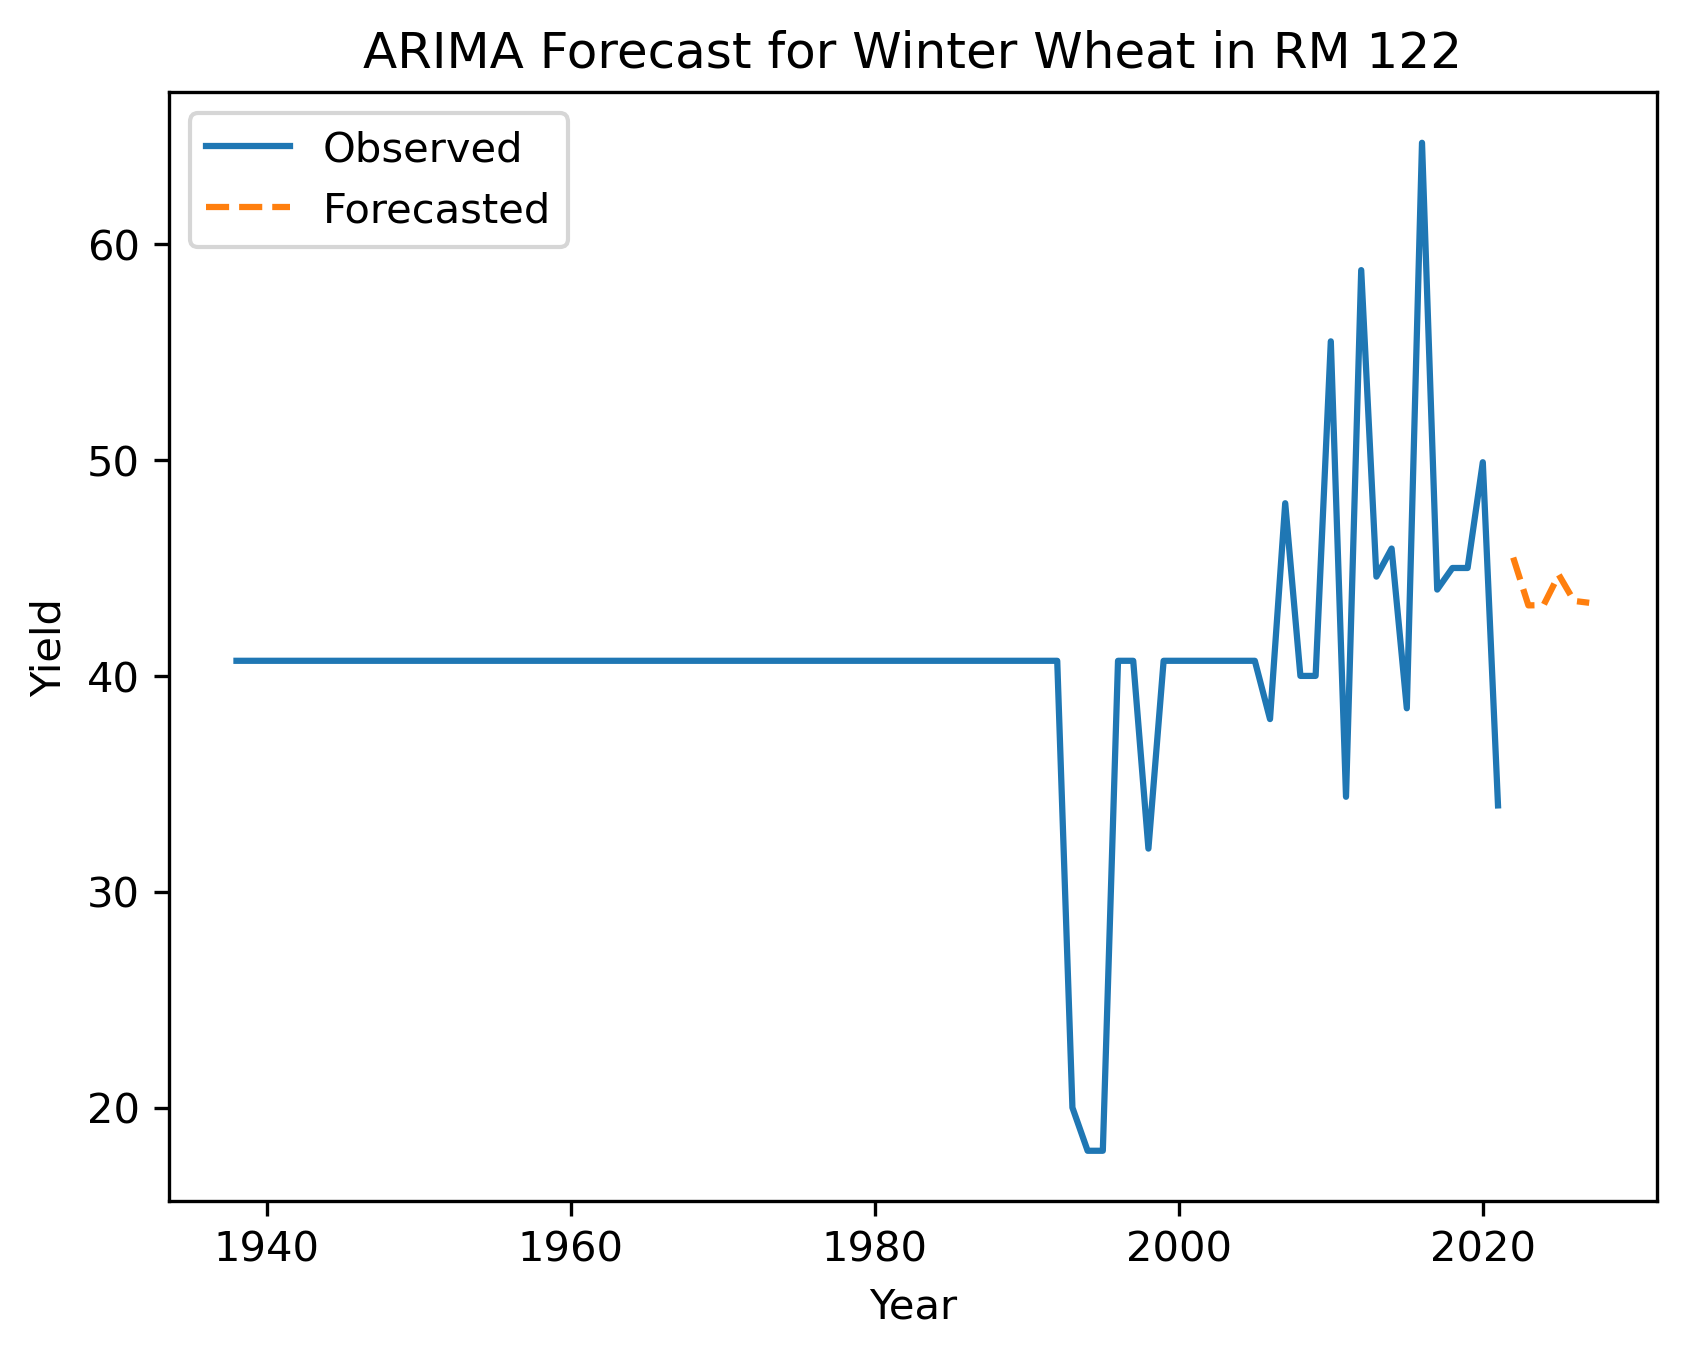 ARIMA Forecast for Winter Wheat in RM 122
Observed
Forecasted
60
50
40
30
20
Yield
1940 1960 1980 2000 2020
Year